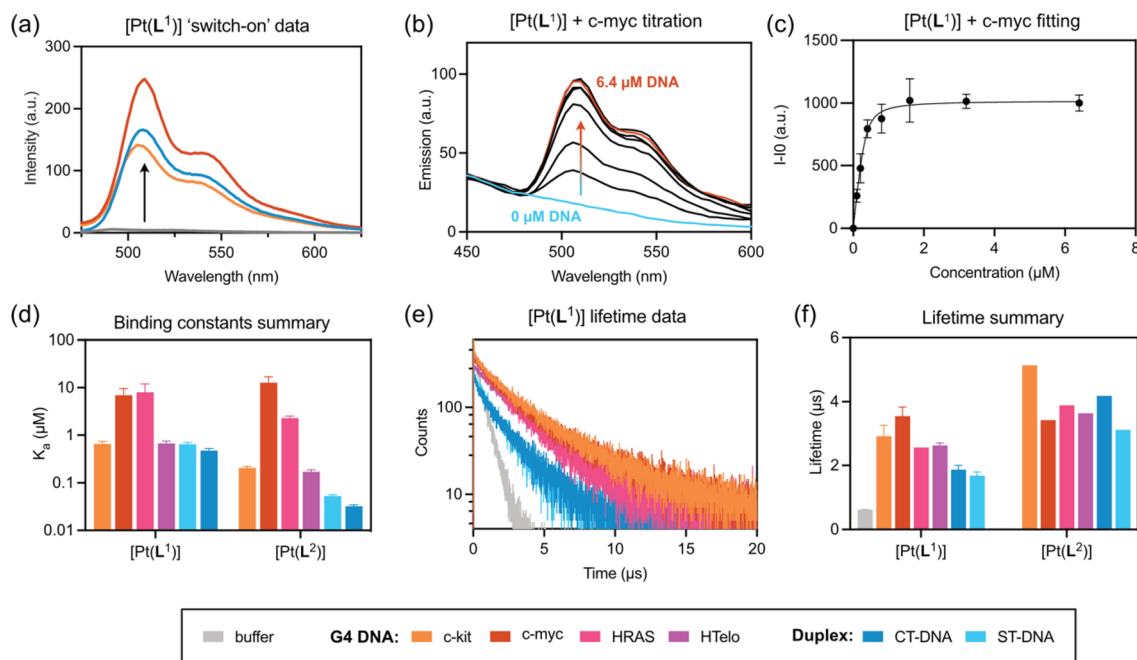 (a) [Pt(L¹)] 'switch-on' data
300
200
100
0
Intensity (a.u.)
500 550 600
Wavelength (nm)
(b) [Pt(L¹)] + c-myc titration
100
50
0
Emission (a.u.)
6.4 µM DNA
0 µM DNA
450 500 550 600
Wavelength (nm)
(c) [Pt(L¹)] + c-myc fitting
1500
1000
500
0
I-I0 (a.u.)
0 2 4 6 8
Concentration (µM)
(d) Binding constants summary
100
10
1
0.1
0.01
Kₐ (µM)
[Pt(L¹)] [Pt(L²)]
(e) [Pt(L¹)] lifetime data
100
10
Counts
0 5 10 15 20
Time (µs)
(f) Lifetime summary
6
4
2
0
Lifetime (µs)
[Pt(L¹)] [Pt(L²)]
buffer G4 DNA: c-kit c-myc HRAS HTelo Duplex: CT-DNA ST-DNA